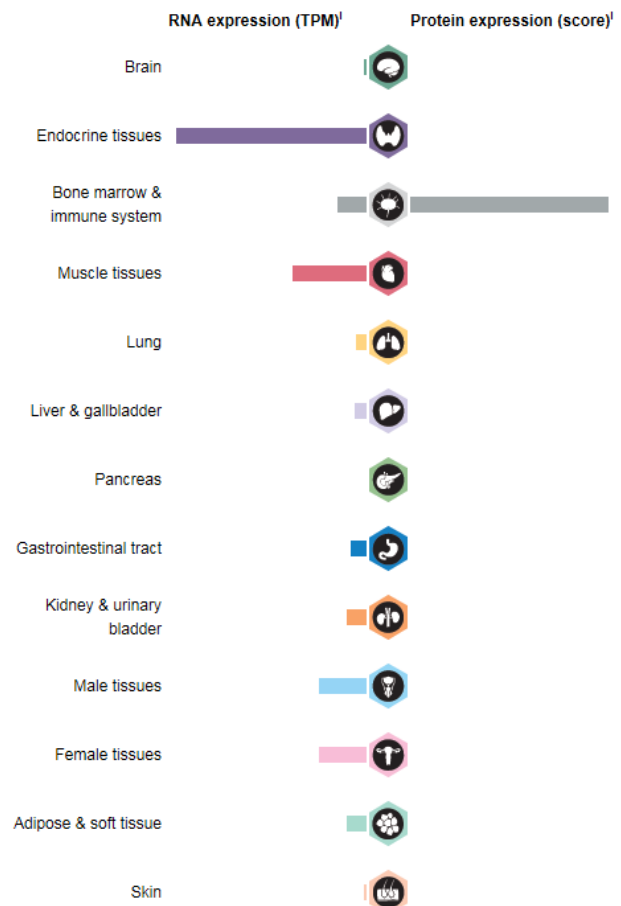 RNA expression (TPM)ⁱ Protein expression (score)ⁱ
Brain
Endocrine tissues
Bone marrow &
immune system
Muscle tissues
Lung
Liver & gallbladder
Pancreas
Gastrointestinal tract
Kidney & urinary
bladder
Male tissues
Female tissues
Adipose & soft tissue
Skin